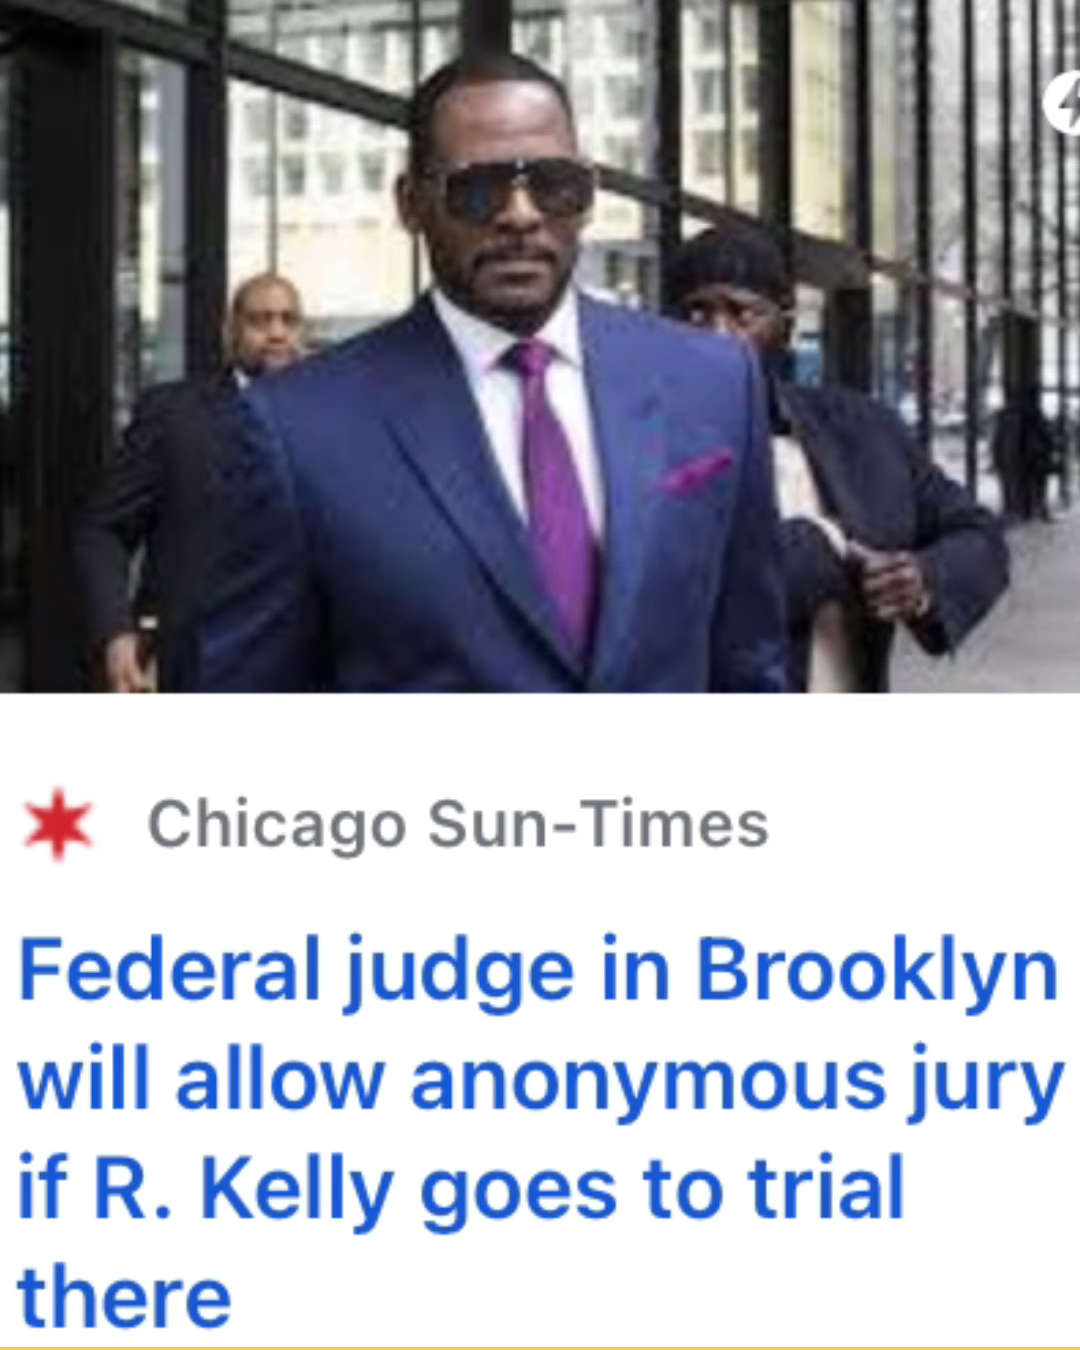 Chicago Sun-Times
Federal judge in Brooklyn
will allow anonymous jury
if R. Kelly goes to trial
there